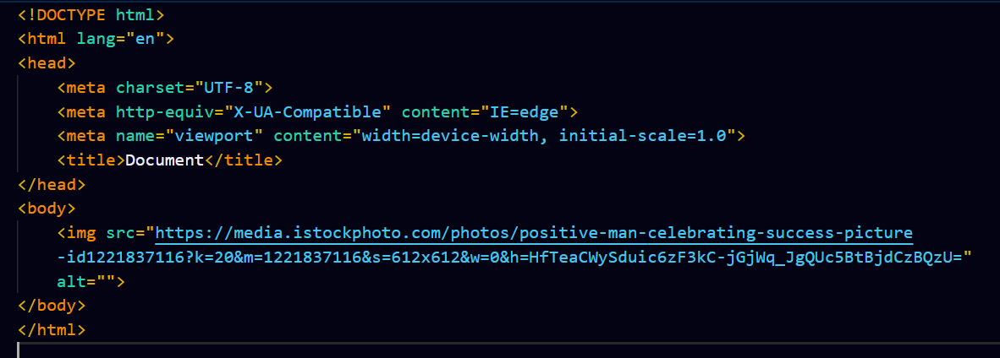 <!DOCTYPE html>
<html lang="en">
<head>
    <meta charset="UTF-8">
    <meta http-equiv="X-UA-Compatible" content="IE=edge">
    <meta name="viewport" content="width=device-width, initial-scale=1.0">
    <title>Document</title>
</head>
<body>
    <img src="https://media.istockphoto.com/photos/positive-man-celebrating-success-picture
    -id1221837116?k=20&m=1221837116&s=612x612&w=0&h=HfTeaCWySduic6zF3kC-jGjWq_JgQUc5BtBjdCzBQzU="
    alt="">
</body>
</html>